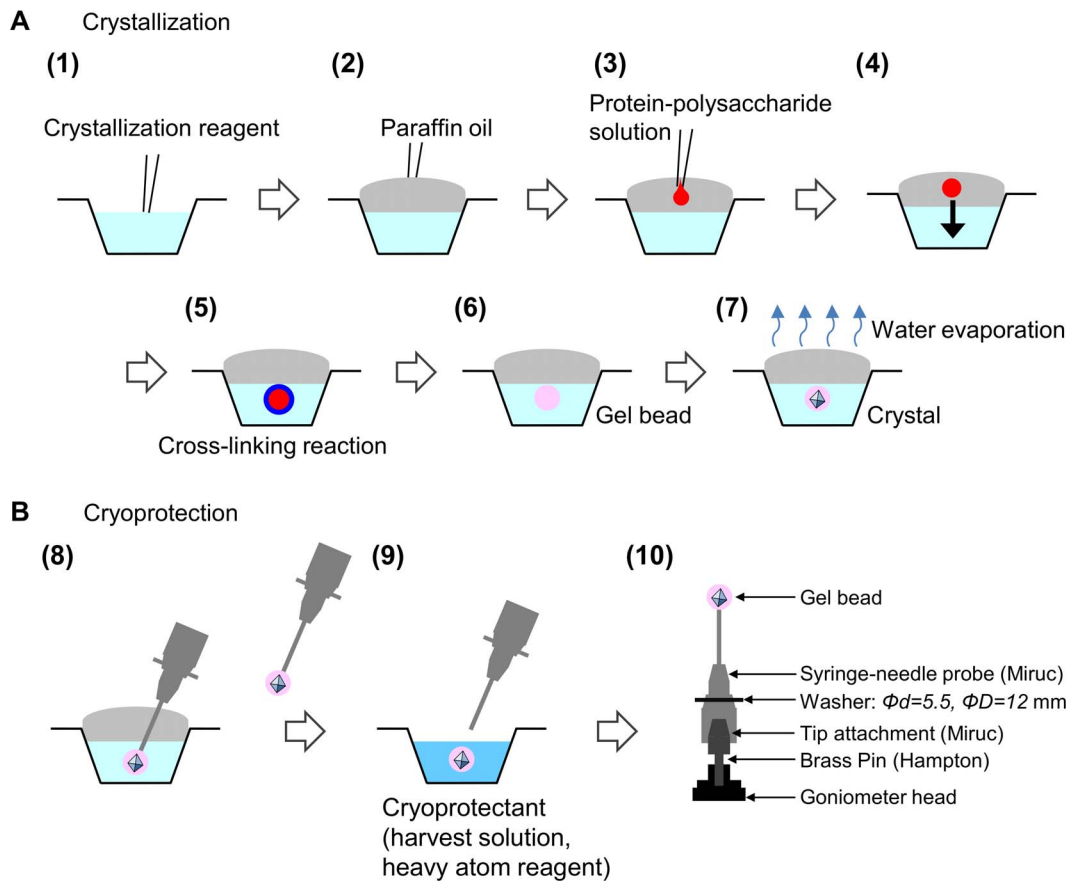 A Crystallization
(1) (2) (3) (4)
Crystallization reagent
Paraffin oil
Protein-polysaccharide
solution
(5) (6) (7)
Water evaporation
Cross-linking reaction
Gel bead
Crystal
B Cryoprotection
(8) (9) (10)
Cryoprotectant
(harvest solution,
heavy atom reagent)
Gel bead
Syringe-needle probe (Miruc)
Washer: Φd=5.5, ΦD=12 mm
Tip attachment (Miruc)
Brass Pin (Hampton)
Goniometer head